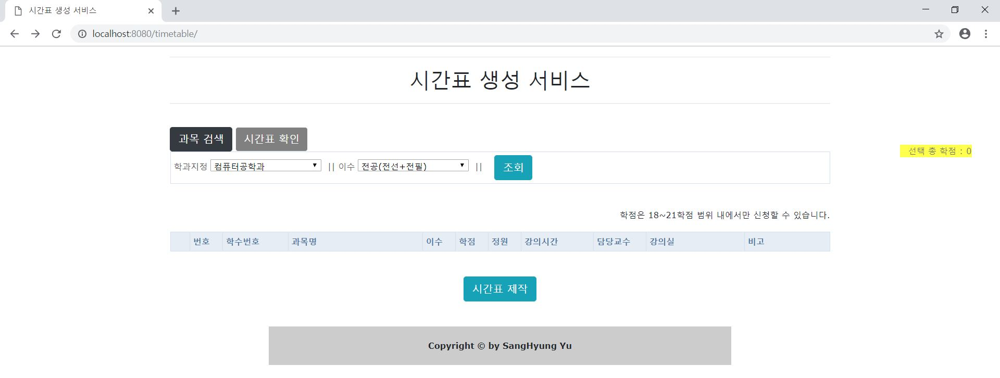 시간표 생성 서비스
localhost:8080/timetable/
시간표 생성 서비스
과목 검색 시간표 확인
선택 총 학점 : 0
학과지정 컴퓨터공학과 || 이수 전공(전선+전필) || 조회
학점은 18~21학점 범위 내에서만 신청할 수 있습니다.
번호 학수번호 과목명 이수 학점 정원 강의시간 담당교수 강의실 비고
시간표 제작
Copyright © by SangHyung Yu